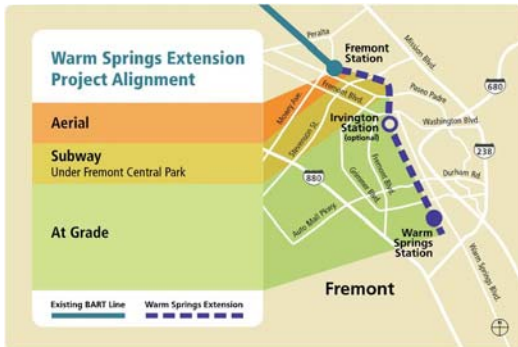 Warm Springs Extension
Project Alignment
Aerial
Subway
Under Fremont Central Park
At Grade
Existing BART Line
Warm Springs Extension
Peralta
Fremont
Station
Mission Blvd.
680
Mowry Ave.
Fremont Blvd.
Paseo Padre
Stevenson St.
Irvington
Station
(optional)
Washington Blvd.
238
880
Fremont Blvd.
Grimmer Blvd.
Durham Rd.
Auto Mall Pkwy.
Warm
Springs
Station
Warm Springs Blvd.
Fremont
N